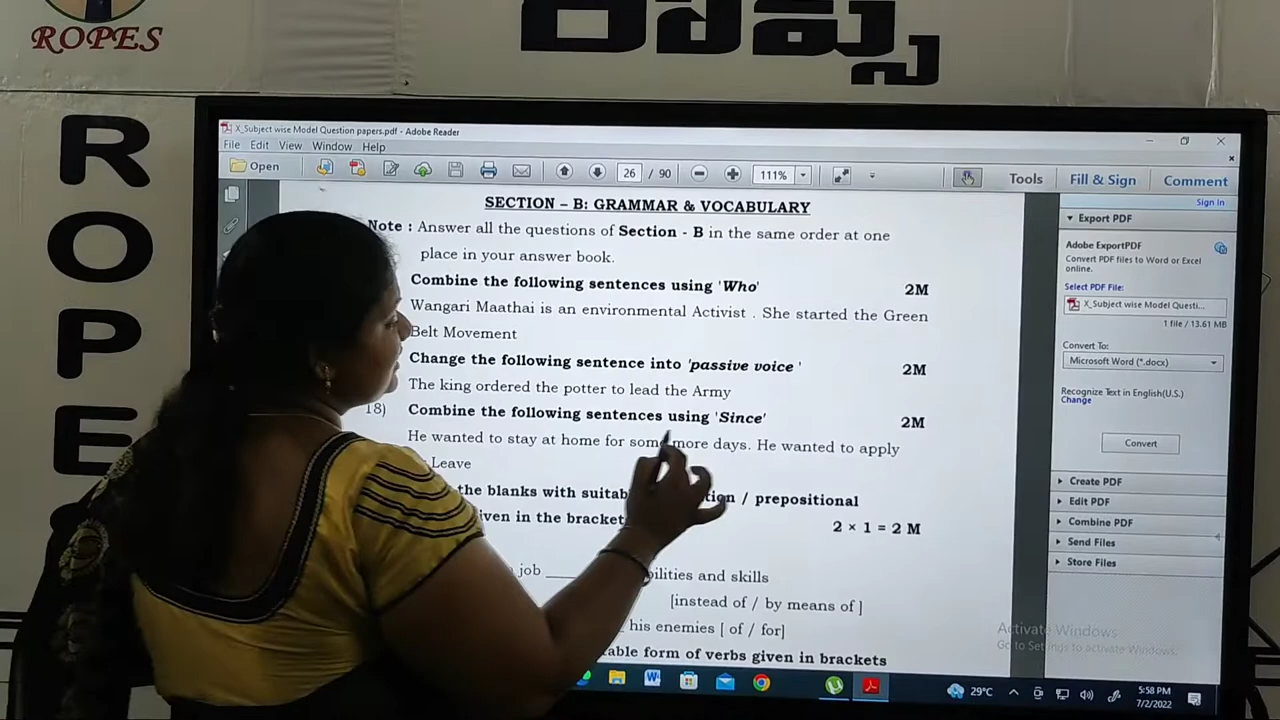 ROPES
రోప్స్
R
O
P
E
X_Subject wise Model Question papers.pdf - Adobe Reader
File Edit View Window Help
Open
26 / 90
111%
Tools
Fill & Sign
Comment
Sign In
SECTION – B: GRAMMAR & VOCABULARY
Note : Answer all the questions of Section - B in the same order at one
place in your answer book.
Combine the following sentences using 'Who' 2M
Wangari Maathai is an environmental Activist . She started the Green
Belt Movement
Change the following sentence into 'passive voice ' 2M
The king ordered the potter to lead the Army
18) Combine the following sentences using 'Since' 2M
He wanted to stay at home for some more days. He wanted to apply
Leave
the blanks with / prepositional
in the 2 × 1 = 2 M
job ____ and skills
[instead of / by means of ]
his enemies [ of / for]
form of verbs given in brackets
Export PDF
Adobe ExportPDF
Convert PDF files to Word or Excel
online.
Select PDF File:
X_Subject wise Model Questi...
1 file / 13.61 MB
Convert To:
Microsoft Word (*.docx)
Recognize Text in English(U.S.)
Change
Convert
Create PDF
Edit PDF
Combine PDF
Send Files
Store Files
Activate Windows
Go to Settings to activate Windows.
29°C
5:58 PM
7/2/2022